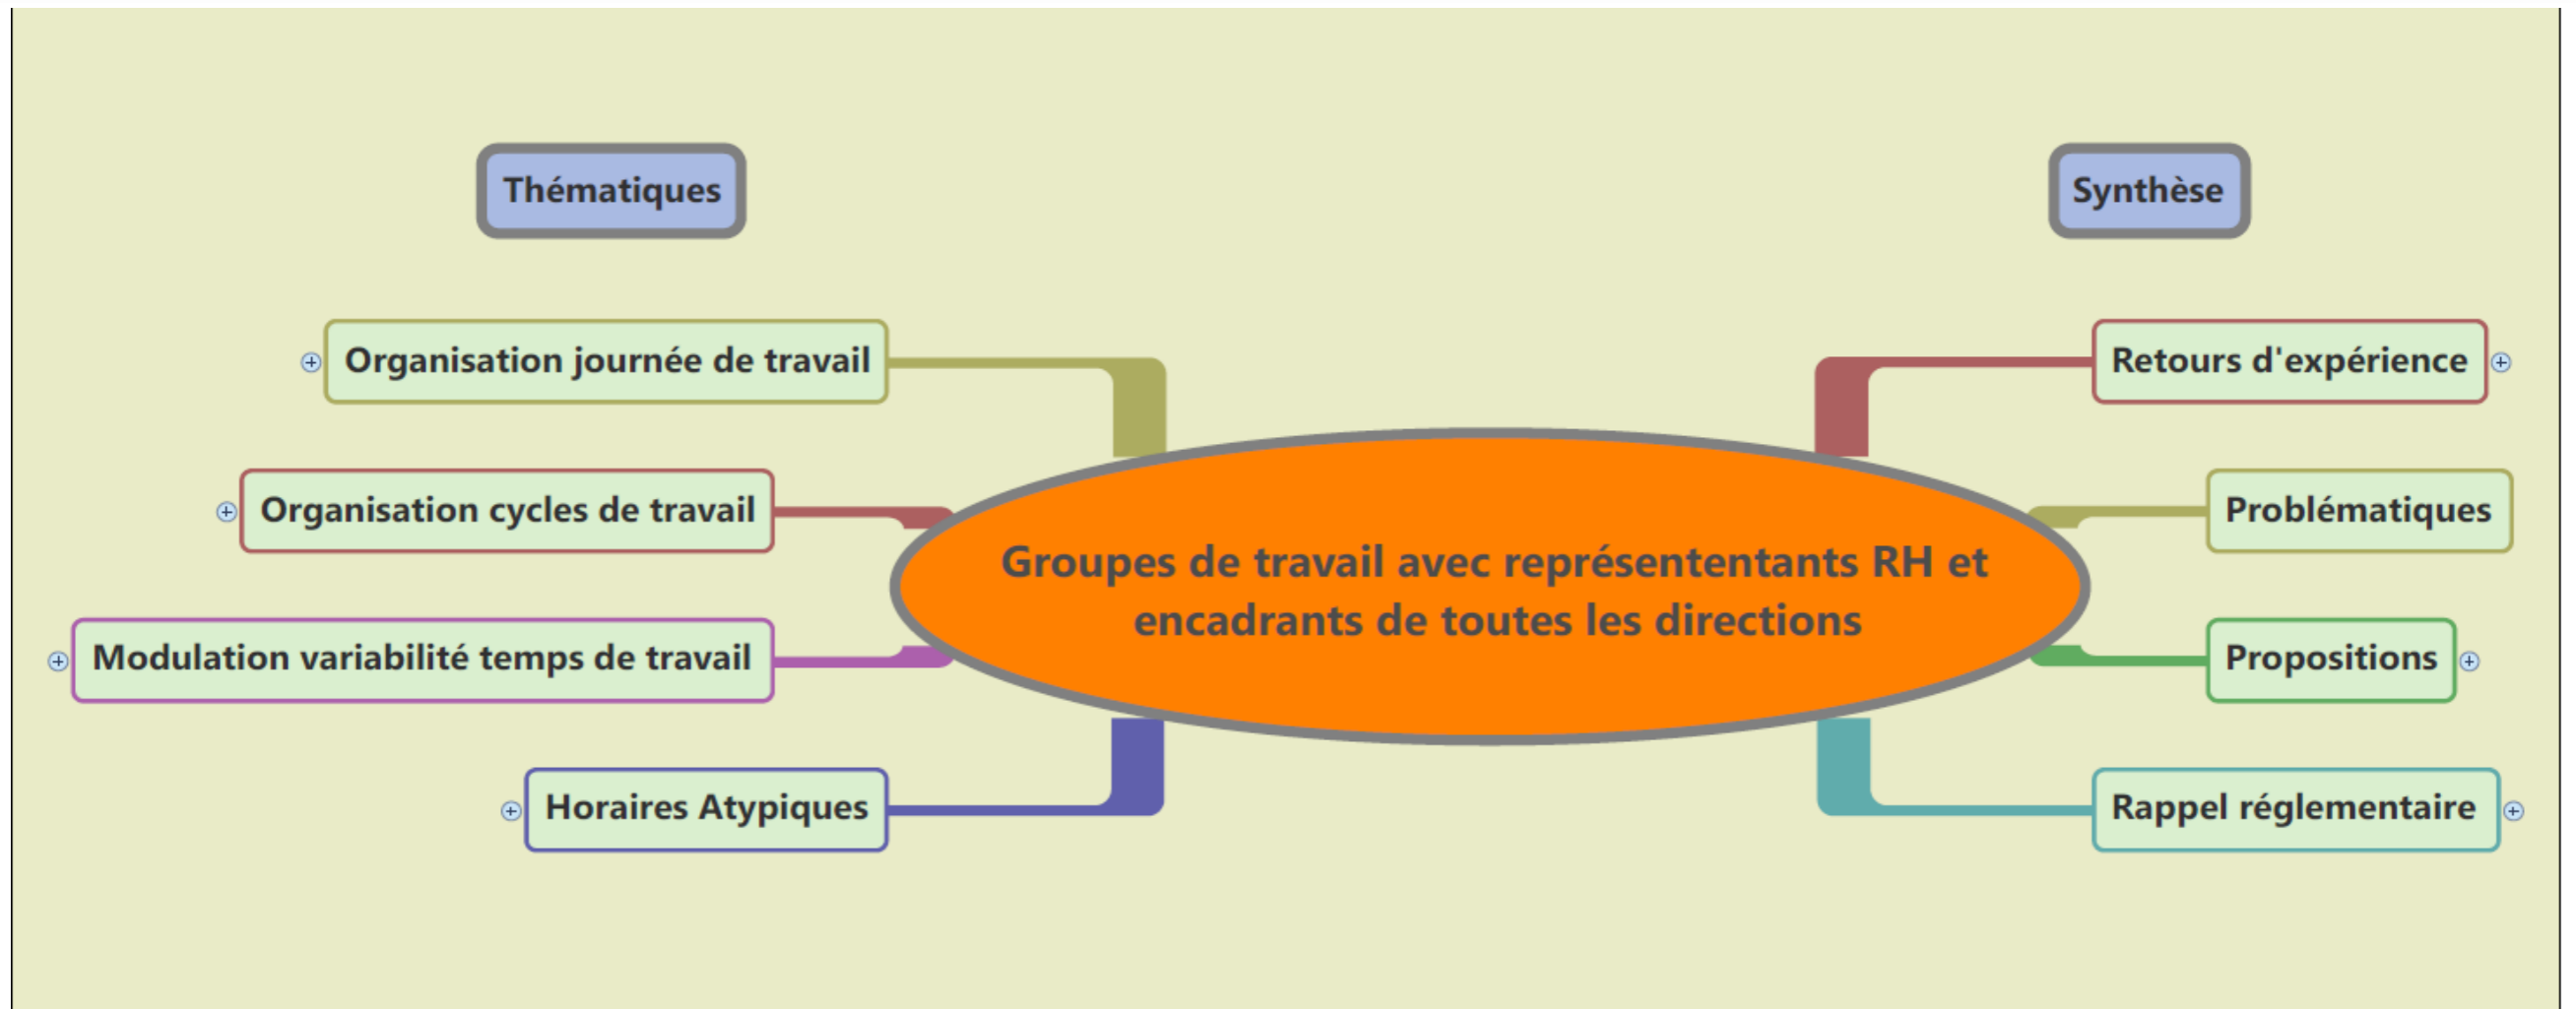 Thématiques
Synthèse
Organisation journée de travail
Organisation cycles de travail
Modulation variabilité temps de travail
Horaires Atypiques
Groupes de travail avec représententants RH et
encadrants de toutes les directions
Retours d'expérience
Problématiques
Propositions
Rappel réglementaire